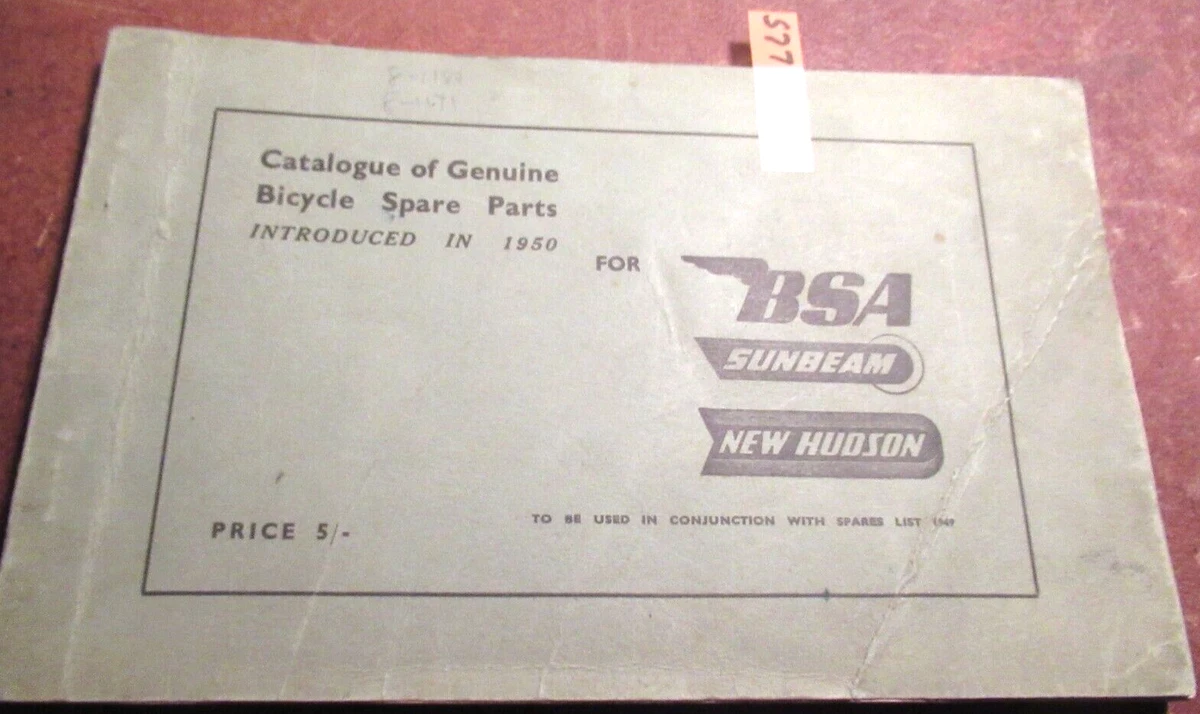 577
Catalogue of Genuine
Bicycle Spare Parts
INTRODUCED IN 1950
FOR
BSA
SUNBEAM
NEW HUDSON
TO BE USED IN CONJUNCTION WITH SPARES LIST 1949
PRICE 5/-